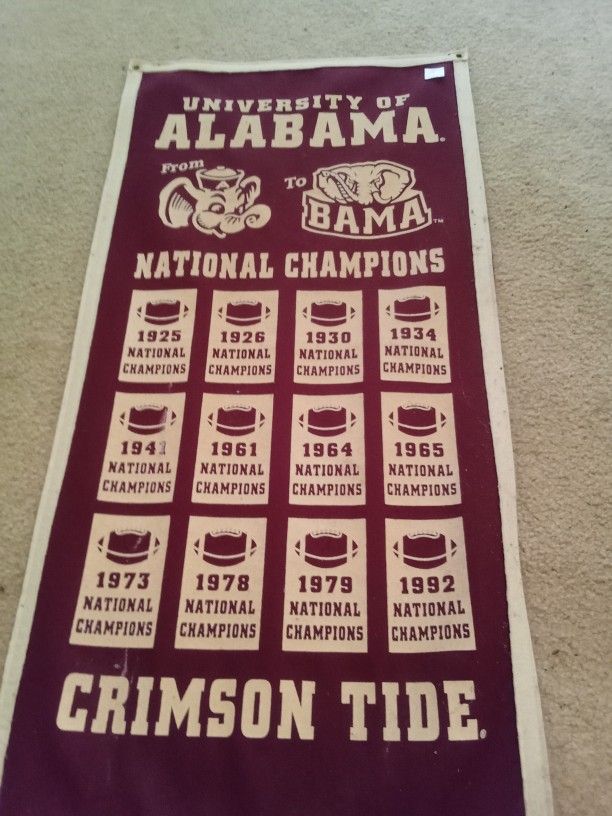 UNIVERSITY OF
ALABAMA.
From
To
BAMA™
NATIONAL CHAMPIONS
1925
NATIONAL
CHAMPIONS
1926
NATIONAL
CHAMPIONS
1930
NATIONAL
CHAMPIONS
1934
NATIONAL
CHAMPIONS
1941
NATIONAL
CHAMPIONS
1961
NATIONAL
CHAMPIONS
1964
NATIONAL
CHAMPIONS
1965
NATIONAL
CHAMPIONS
1973
NATIONAL
CHAMPIONS
1978
NATIONAL
CHAMPIONS
1979
NATIONAL
CHAMPIONS
1992
NATIONAL
CHAMPIONS
CRIMSON TIDE.